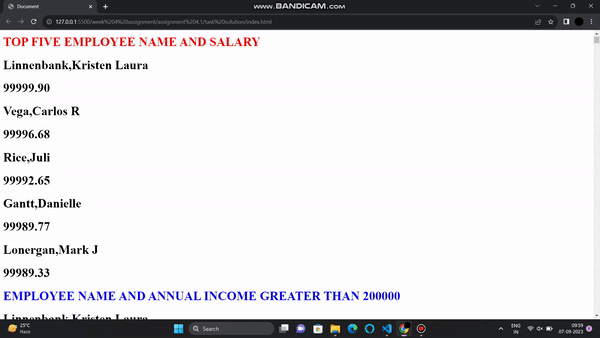 Document
www.BANDICAM.com
127.0.0.1:5500/week%204%20assignment/assignment%204.1/task%20solution/index.html
TOP FIVE EMPLOYEE NAME AND SALARY
Linnenbank,Kristen Laura
99999.90
Vega,Carlos R
99996.68
Rice,Juli
99992.65
Gantt,Danielle
99989.77
Lonergan,Mark J
99989.33
EMPLOYEE NAME AND ANNUAL INCOME GREATER THAN 200000
Linnenbank,Kristen Laura
25°C
Haze
Search
ENG
IN
09:59
07-09-2023